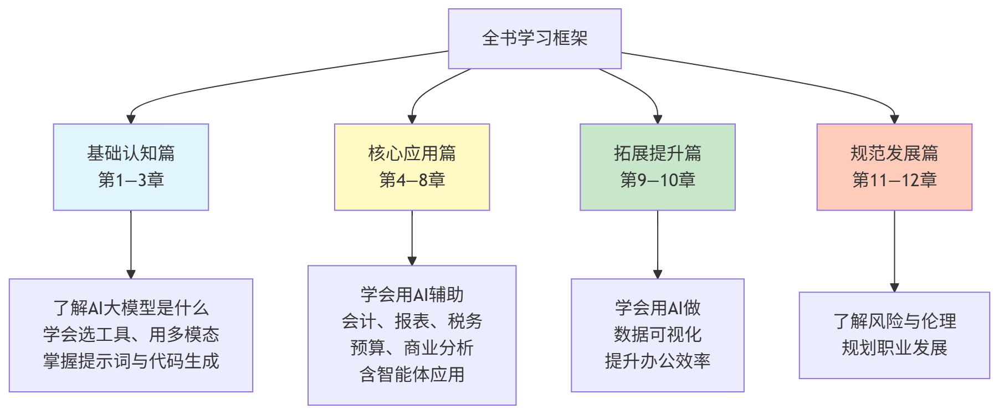 全书学习框架
基础认知篇
第1—3章
核心应用篇
第4—8章
拓展提升篇
第9—10章
规范发展篇
第11—12章
了解AI大模型是什么
学会选工具、用多模态
掌握提示词与代码生成
学会用AI辅助
会计、报表、税务
预算、商业分析
含智能体应用
学会用AI做
数据可视化
提升办公效率
了解风险与伦理
规划职业发展